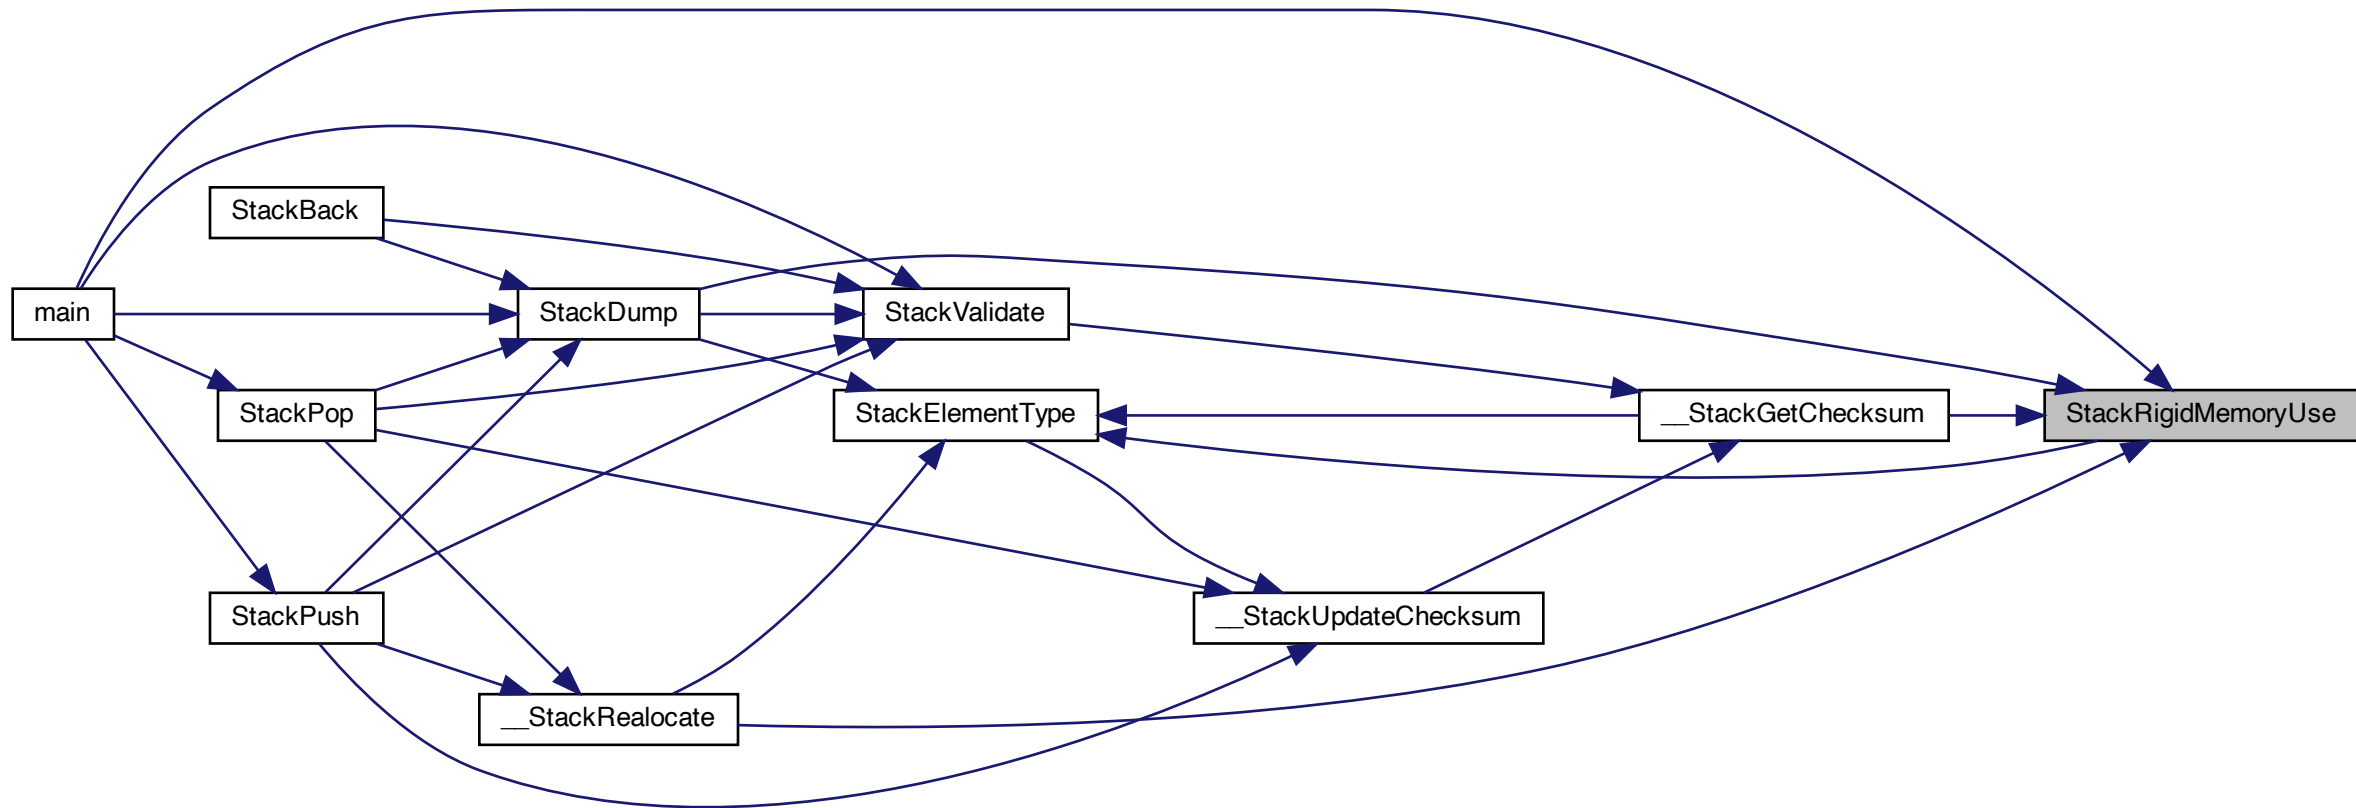 StackBack
main
StackDump
StackValidate
StackPop
StackElementType
__StackGetChecksum
StackRigidMemoryUse
StackPush
__StackUpdateChecksum
__StackRealocate